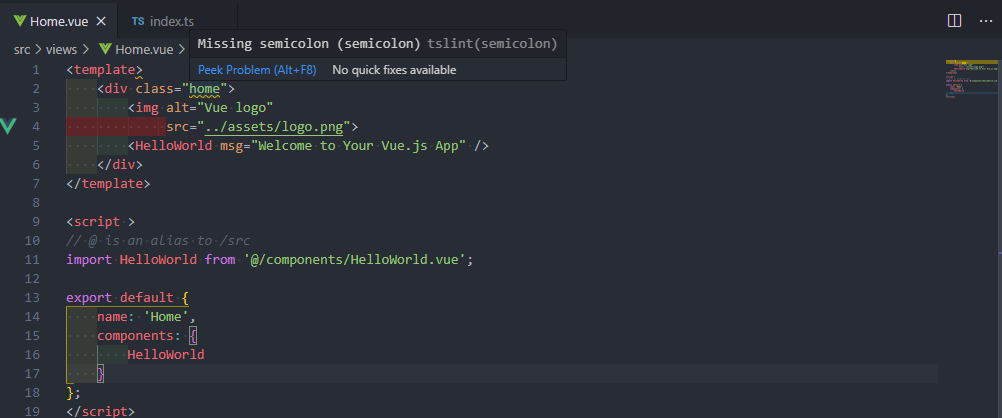 Home.vue
TS index.ts
src > views > Home.vue >
Missing semicolon (semicolon) tslint(semicolon)
Peek Problem (Alt+F8) No quick fixes available
1 <template>
2 <div class="home">
3 <img alt="Vue logo"
4 src="../assets/logo.png">
5 <HelloWorld msg="Welcome to Your Vue.js App" />
6 </div>
7 </template>
8
9 <script >
10 // @ is an alias to /src
11 import HelloWorld from '@/components/HelloWorld.vue';
12
13 export default {
14 name: 'Home',
15 components: {
16 HelloWorld
17 }
18 };
19 </script>